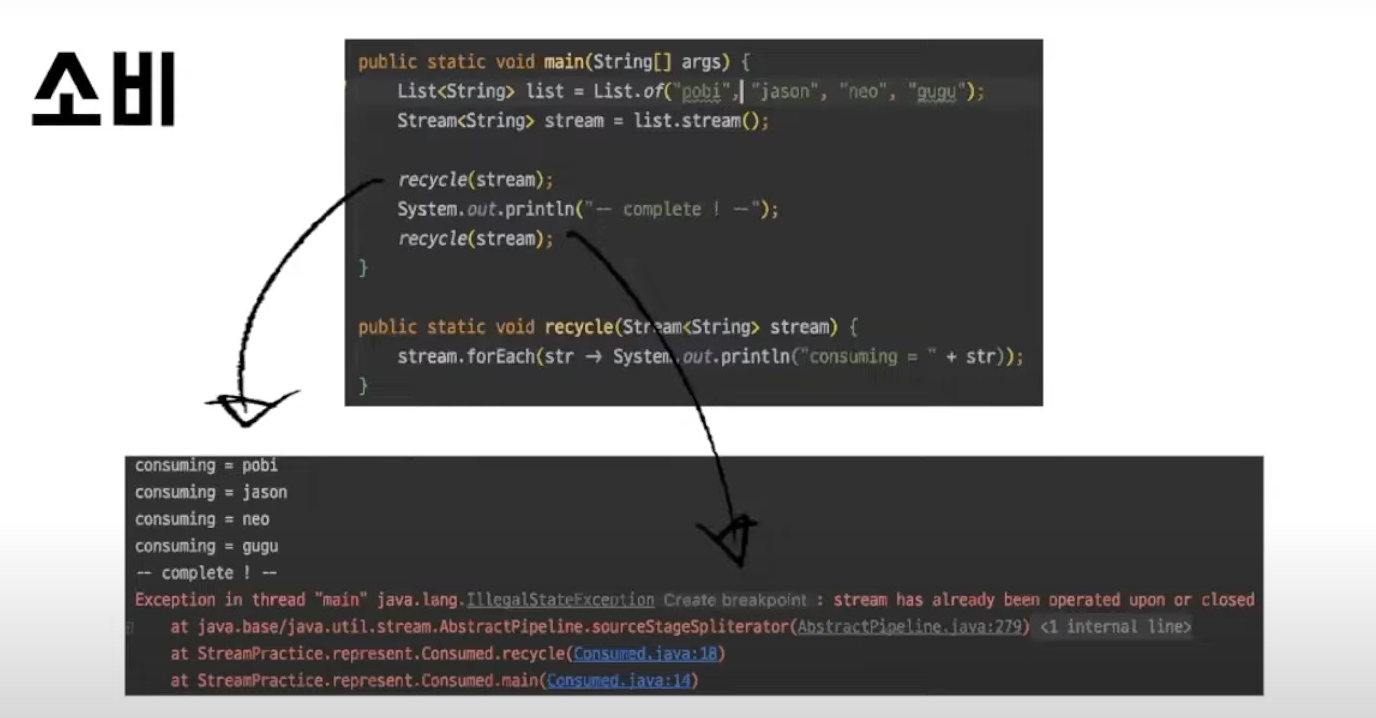 소비
public static void main(String[] args) {
List<String> list = List.of("pobi", "jason", "neo", "gugu");
Stream<String> stream = list.stream();
recycle(stream);
System.out.println("-- complete ! --");
recycle(stream);
}
public static void recycle(Stream<String> stream) {
stream.forEach(str → System.out.println("consuming = " + str));
}
consuming = pobi
consuming = jason
consuming = neo
consuming = gugu
-- complete ! --
Exception in thread "main" java.lang.IllegalStateException Create breakpoint : stream has already been operated upon or closed
at java.base/java.util.stream.AbstractPipeline.sourceStageSpliterator(AbstractPipeline.java:279) <1 internal line>
at StreamPractice.represent.Consumed.recycle(Consumed.java:18)
at StreamPractice.represent.Consumed.main(Consumed.java:14)